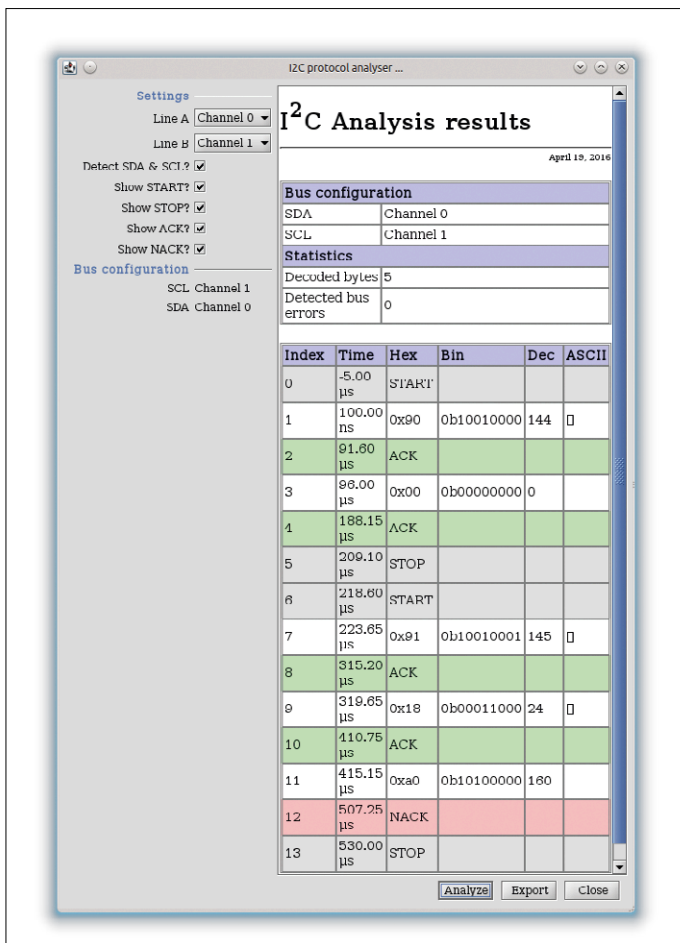 I2C protocol analyser ...
Settings
Line A Channel 0
Line B Channel 1
Detect SDA & SCL?
Show START?
Show STOP?
Show ACK?
Show NACK?
Bus configuration
SCL Channel 1
SDA Channel 0
I²C Analysis results
April 19, 2016
Bus configuration
SDA Channel 0
SCL Channel 1
Statistics
Decoded bytes 5
Detected bus
errors 0
Index Time Hex Bin Dec ASCII
0 -5.00 µs START
1 100.00 ns 0x90 0b10010000 144
2 91.60 µs ACK
3 96.00 µs 0x00 0b00000000 0
4 188.15 µs ACK
5 209.10 µs STOP
6 218.60 µs START
7 223.65 µs 0x91 0b10010001 145
8 315.20 µs ACK
9 319.65 µs 0x18 0b00011000 24
10 410.75 µs ACK
11 415.15 µs 0xa0 0b10100000 160
12 507.25 µs NACK
13 530.00 µs STOP
Analyze Export Close